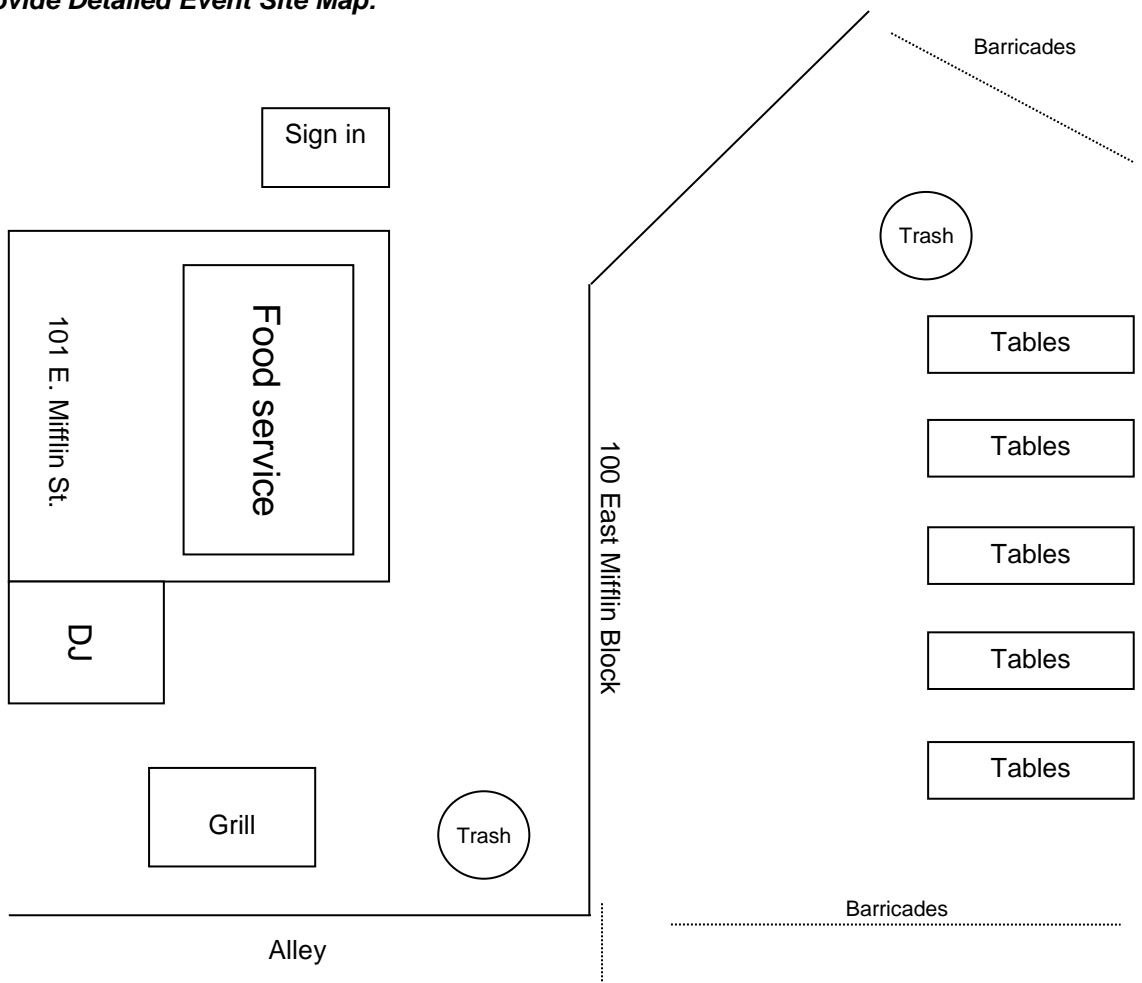 ovide Detailed Event Site Map:
Barricades
Sign in
Trash
101 E. Mifflin St.
Food service
Tables
Tables
100 East Mifflin Block
Tables
DJ
Tables
Tables
Grill
Trash
Barricades
Alley